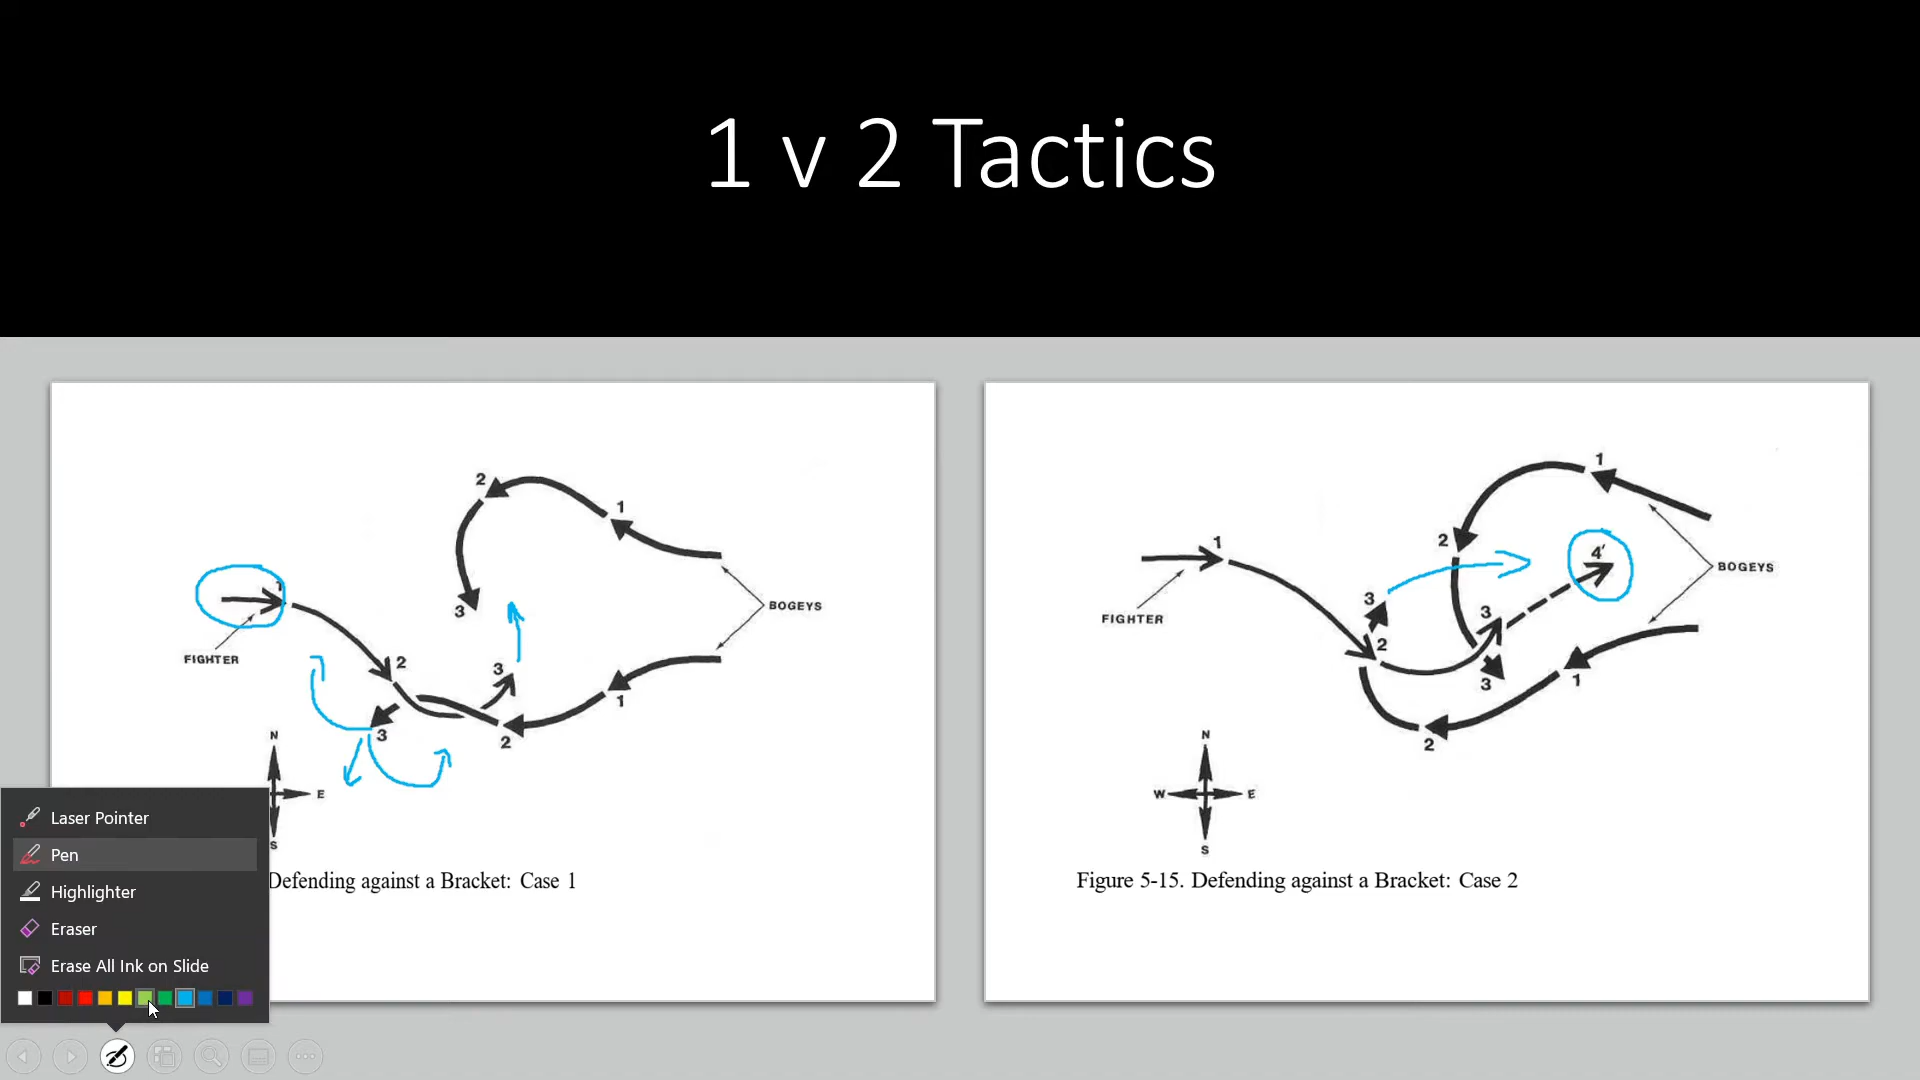 1 v 2 Tactics
2
1
3
BOGEYS
1
FIGHTER
2
3
3
2
1
N
E
S
Defending against a Bracket: Case 1
1
2
4'
1
3
3
2
3
1
2
BOGEYS
FIGHTER
N
W
E
S
Figure 5-15. Defending against a Bracket: Case 2
Laser Pointer
Pen
Highlighter
Eraser
Erase All Ink on Slide